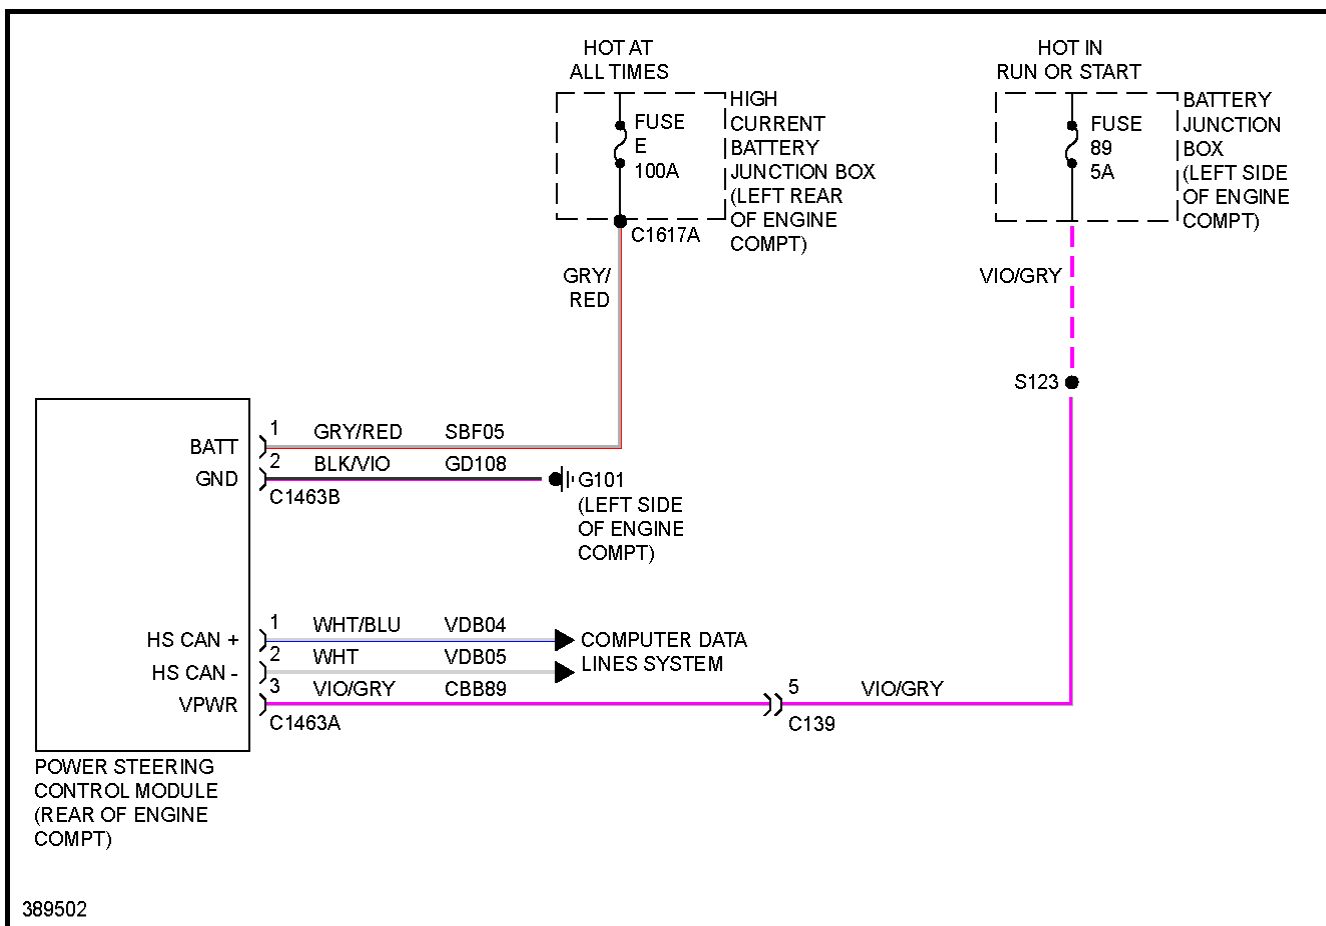 HOT AT
ALL TIMES
HOT IN
RUN OR START
FUSE
E
100A
HIGH
CURRENT
BATTERY
JUNCTION BOX
(LEFT REAR
OF ENGINE
COMPT)
C1617A
FUSE
89
5A
BATTERY
JUNCTION
BOX
(LEFT SIDE
OF ENGINE
COMPT)
GRY/
RED
VIO/GRY
S123
BATT
1
GRY/RED
SBF05
GND
2
BLK/VIO
GD108
C1463B
G101
(LEFT SIDE
OF ENGINE
COMPT)
HS CAN +
1
WHT/BLU
VDB04
COMPUTER DATA
LINES SYSTEM
HS CAN -
2
WHT
VDB05
VPWR
3
VIO/GRY
CBB89
C1463A
5
C139
VIO/GRY
POWER STEERING
CONTROL MODULE
(REAR OF ENGINE
COMPT)
389502